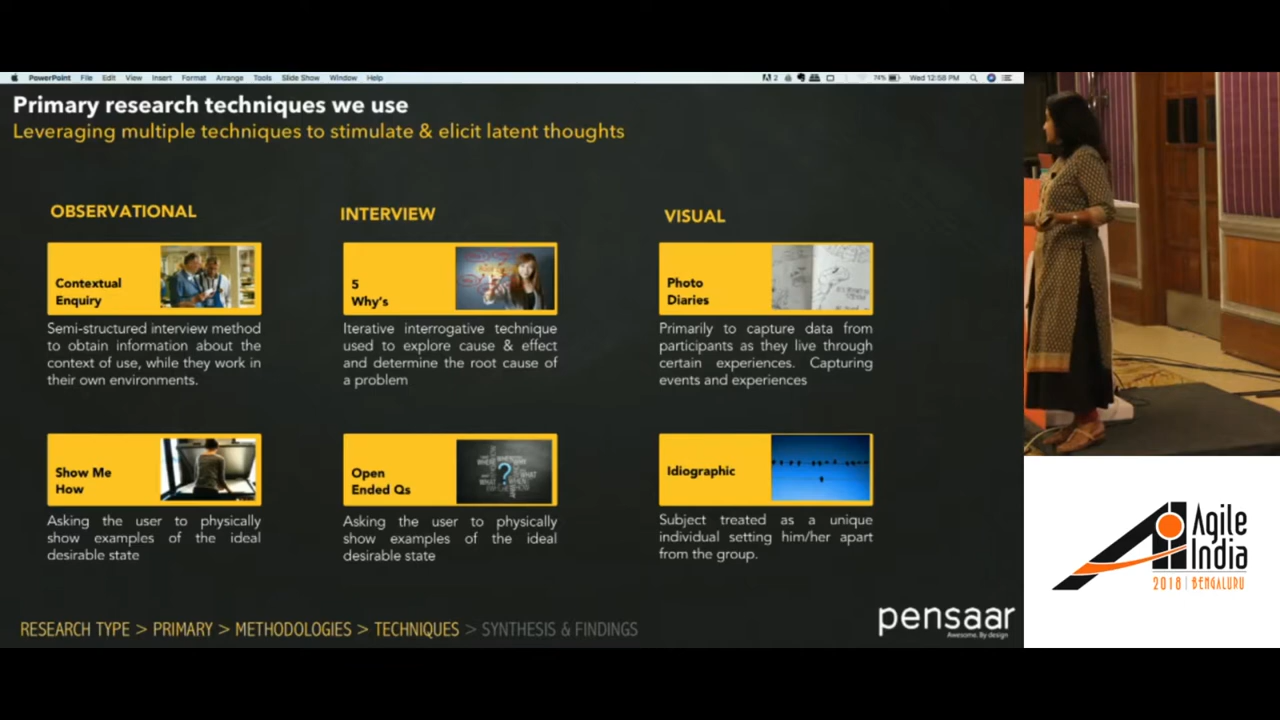 PowerPoint File Edit View Insert Format Arrange Tools Slide Show Window Help
2 74% Wed 12:58 PM
Primary research techniques we use
Leveraging multiple techniques to stimulate & elicit latent thoughts
OBSERVATIONAL
Contextual
Enquiry
Semi-structured interview method
to obtain information about the
context of use, while they work in
their own environments.
Show Me
How
Asking the user to physically
show examples of the ideal
desirable state
INTERVIEW
5
Why's
Iterative interrogative technique
used to explore cause & effect
and determine the root cause of
a problem
Open
Ended Qs
?
Asking the user to physically
show examples of the ideal
desirable state
VISUAL
Photo
Diaries
Primarily to capture data from
participants as they live through
certain experiences. Capturing
events and experiences
Idiographic
Subject treated as a unique
individual setting him/her apart
from the group.
RESEARCH TYPE > PRIMARY > METHODOLOGIES > TECHNIQUES > SYNTHESIS & FINDINGS
pensaar
Awesome. By design
Agile
India
2018 | BENGALURU